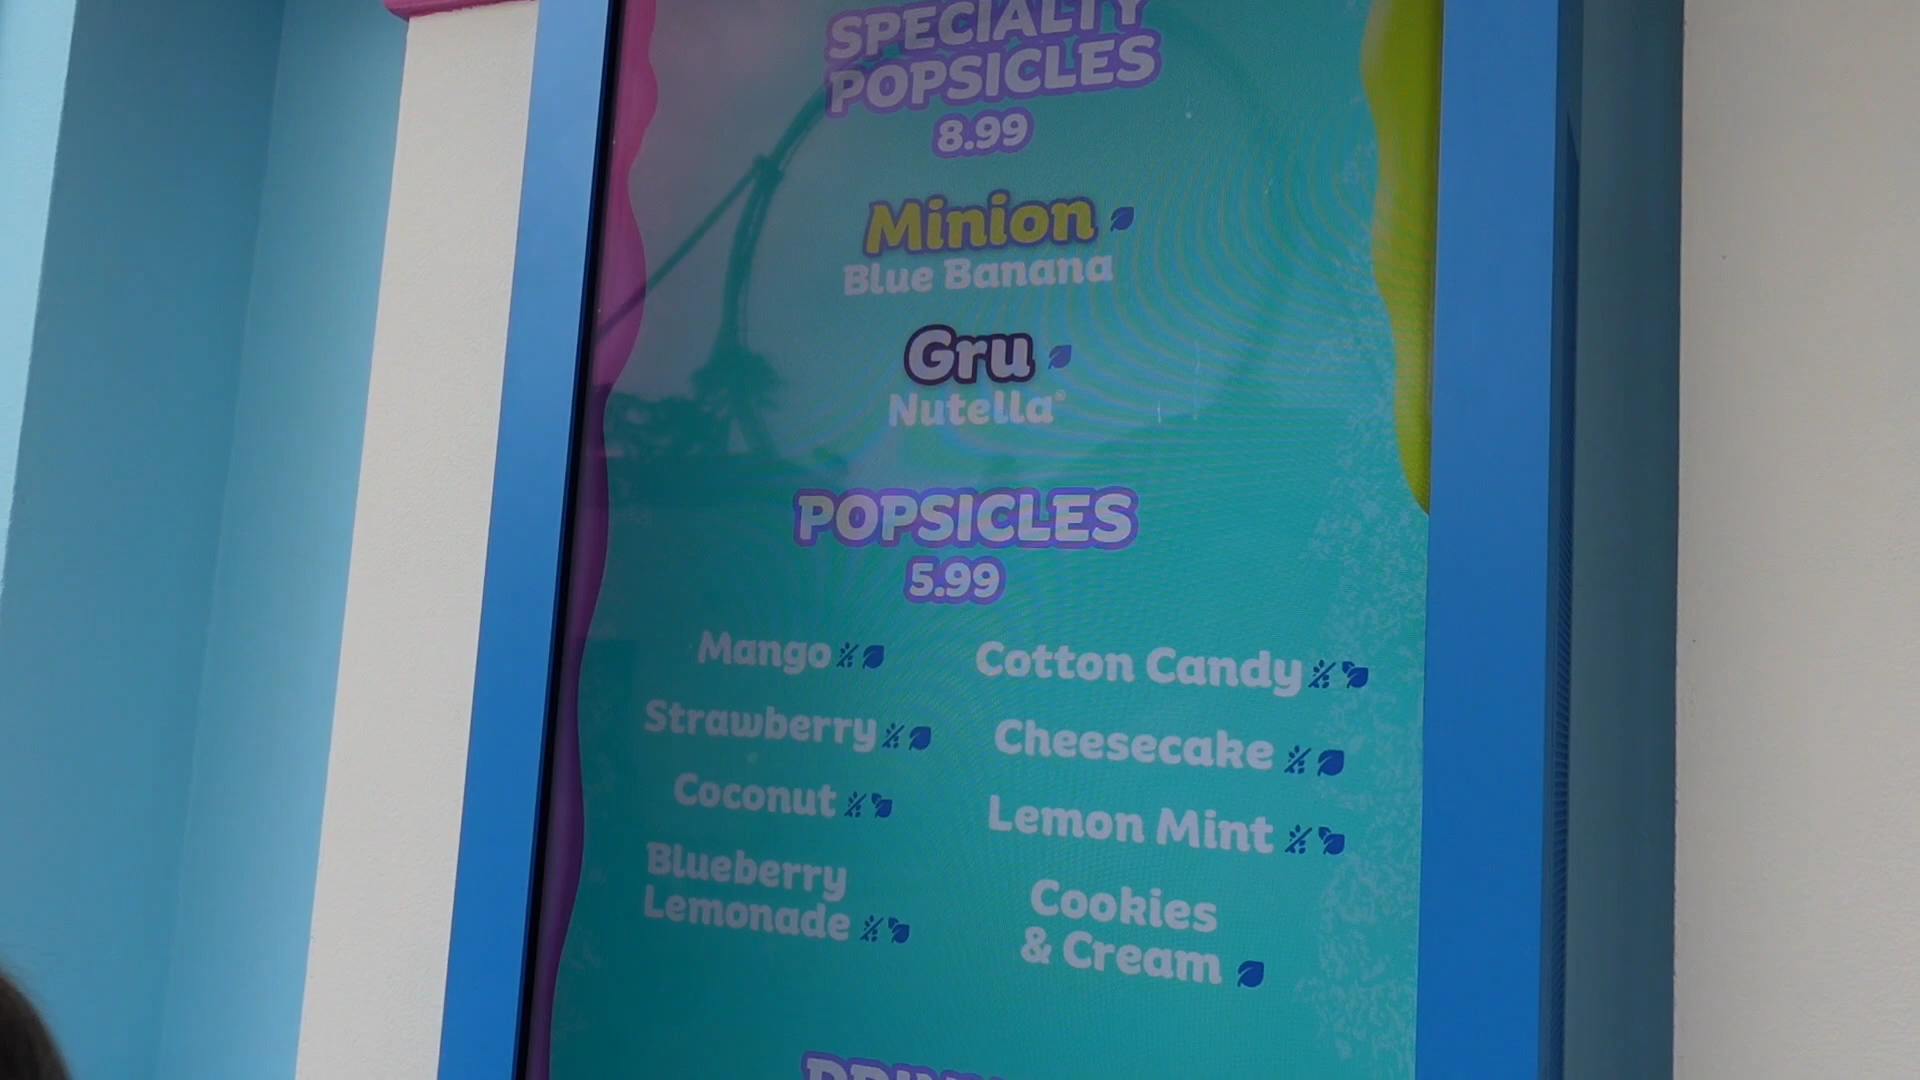 SPECIALTY
POPSICLES
8.99
Minion
Blue Banana
Gru
Nutella®
POPSICLES
5.99
Mango
Strawberry
Coconut
Blueberry
Lemonade
Cotton Candy
Cheesecake
Lemon Mint
Cookies
& Cream